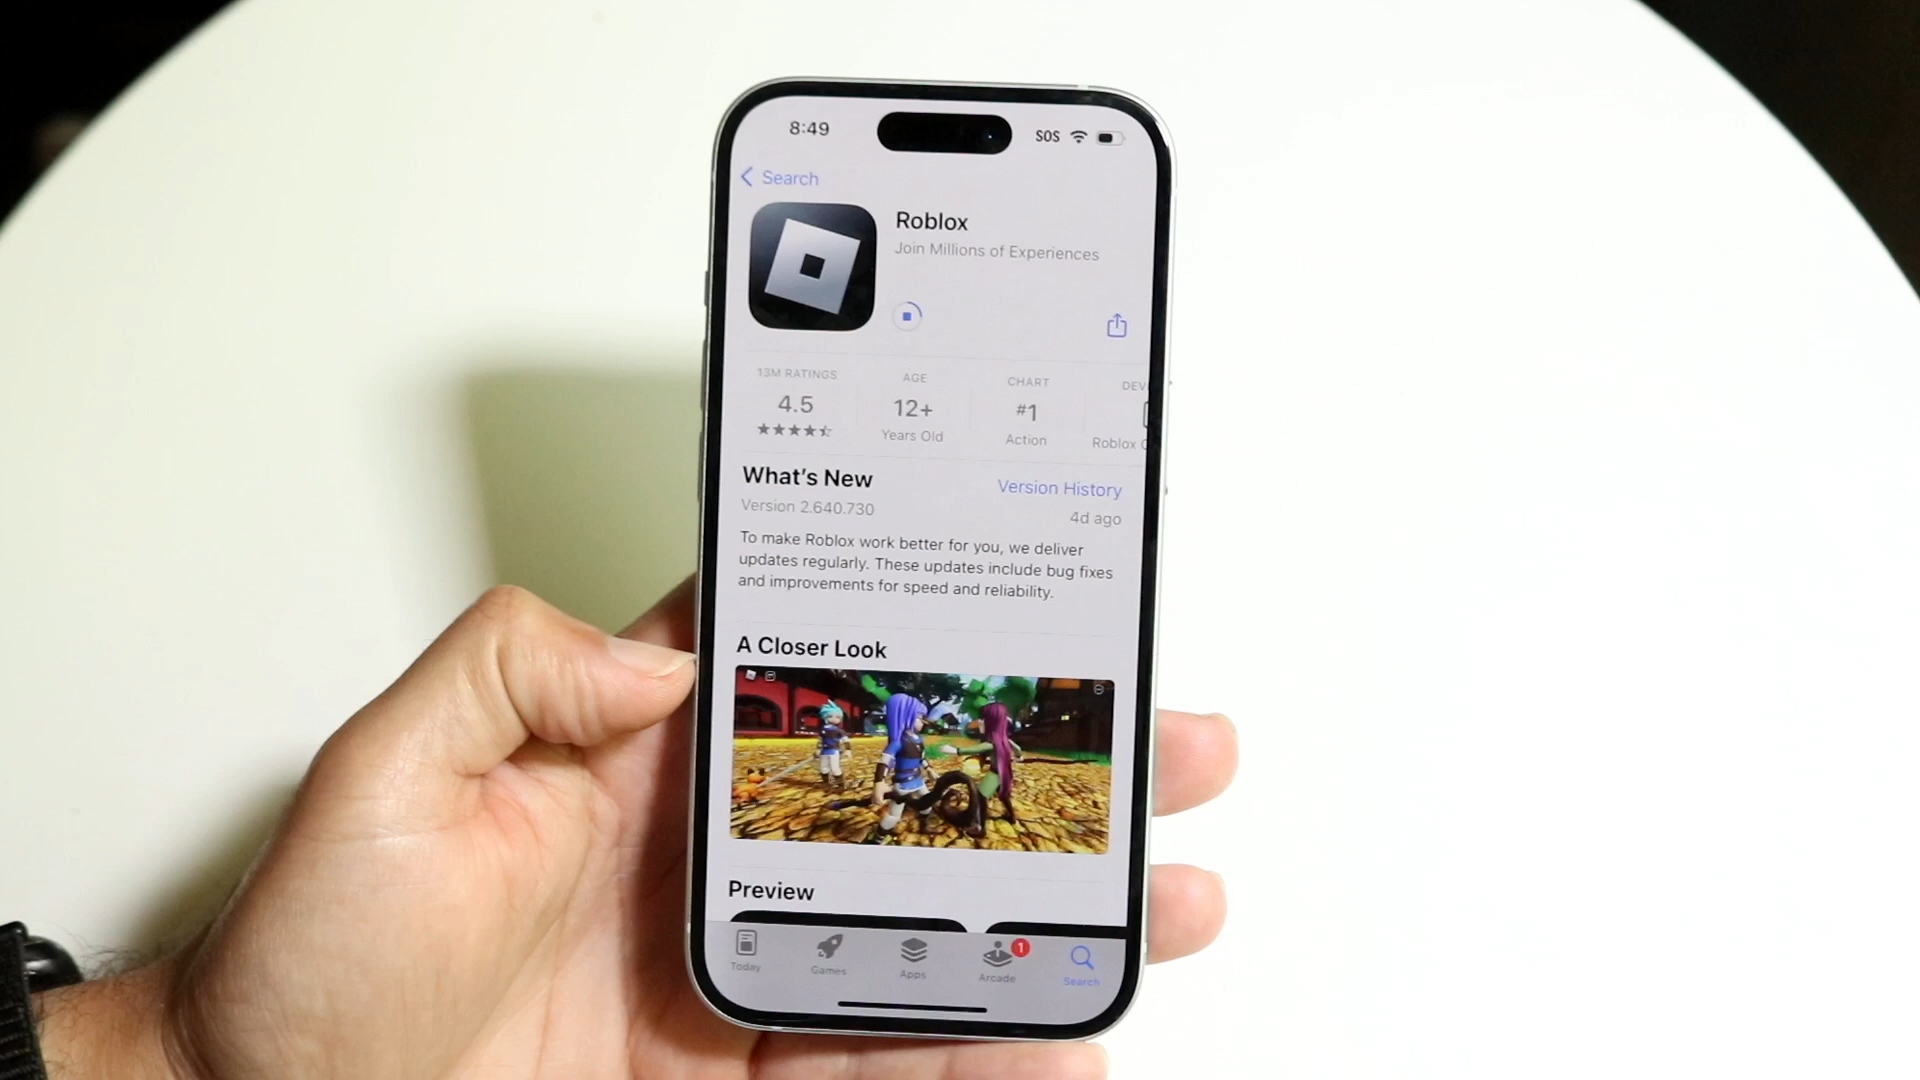 8:49
SOS
Search
Roblox
Join Millions of Experiences
13M RATINGS
4.5
AGE
12+
Years Old
CHART
#1
Action
DEV
Roblox
What's New
Version History
Version 2.640.730
4d ago
To make Roblox work better for you, we deliver
updates regularly. These updates include bug fixes
and improvements for speed and reliability.
A Closer Look
Preview
1
Today
Games
Apps
Arcade
Search